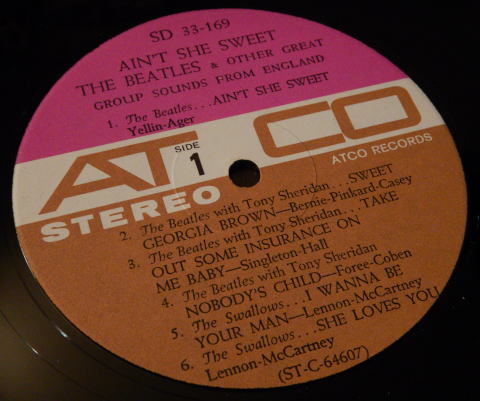 SD 33-169
AIN'T SHE SWEET
THE BEATLES & OTHER GREAT
GROUP SOUNDS FROM ENGLAND
1. The Beatles...AIN'T SHE SWEET
Yellin-Ager
ATCO
SIDE
1
STEREO
ATCO RECORDS
2. The Beatles with Tony Sheridan...SWEET
GEORGIA BROWN—Bernie-Pinkard-Casey
3. The Beatles with Tony Sheridan...TAKE
OUT SOME INSURANCE ON
ME BABY—Singleton-Hall
4. The Beatles with Tony Sheridan
NOBODY'S CHILD—Foree-Coben
5. The Swallows...I WANNA BE
YOUR MAN—Lennon-McCartney
6. The Swallows...SHE LOVES YOU
Lennon-McCartney
(ST-C-64607)